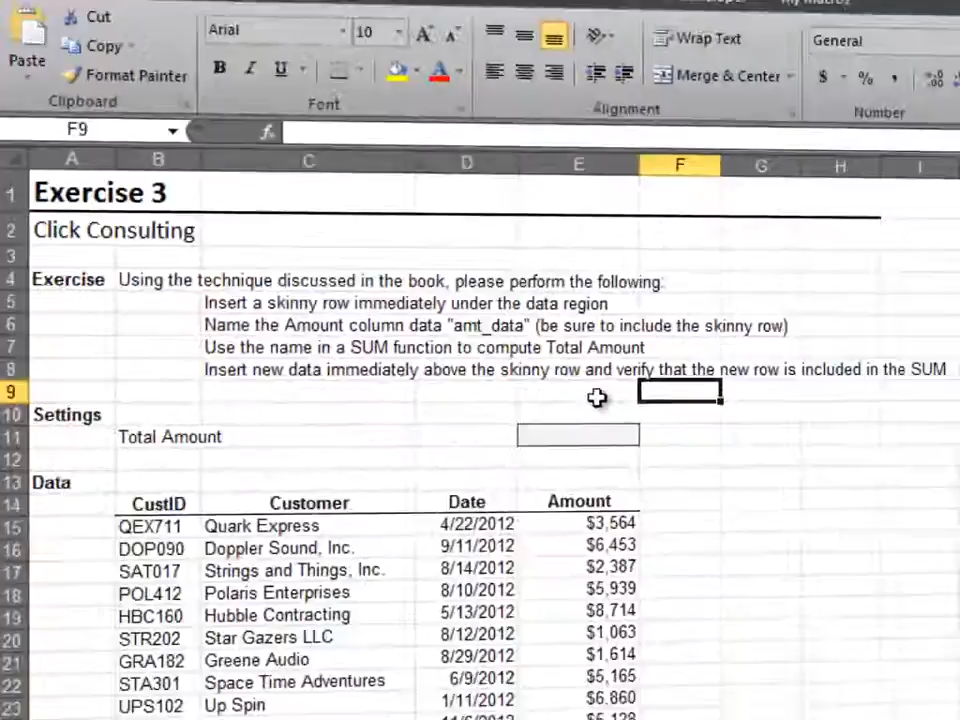 Cut
Copy
Format Painter
Paste
Clipboard
Arial
10
B I U
A A
Font
Wrap Text
Merge & Center
Alignment
General
$ % ,
Number
F9
fx
A B C D E F G H I
1 Exercise 3
2 Click Consulting
3
4 Exercise Using the technique discussed in the book, please perform the following:
5 Insert a skinny row immediately under the data region
6 Name the Amount column data "amt_data" (be sure to include the skinny row)
7 Use the name in a SUM function to compute Total Amount
8 Insert new data immediately above the skinny row and verify that the new row is included in the SUM
9
10 Settings
11 Total Amount
12
13 Data
14 CustID Customer Date Amount
15 QEX711 Quark Express 4/22/2012 $3,564
16 DOP090 Doppler Sound, Inc. 9/11/2012 $6,453
17 SAT017 Strings and Things, Inc. 8/14/2012 $2,387
18 POL412 Polaris Enterprises 8/10/2012 $5,939
19 HBC160 Hubble Contracting 5/13/2012 $8,714
20 STR202 Star Gazers LLC 8/12/2012 $1,063
21 GRA182 Greene Audio 8/29/2012 $1,614
22 STA301 Space Time Adventures 6/9/2012 $5,165
23 UPS102 Up Spin 1/11/2012 $6,860